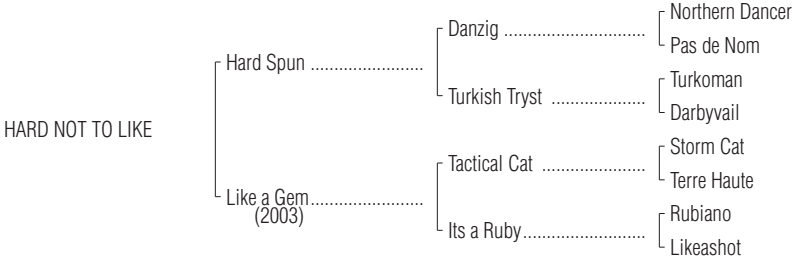 Northern Dancer
Danzig ..............................
Pas de Nom
Hard Spun ........................
Turkoman
Turkish Tryst ....................
Darbyvail
HARD NOT TO LIKE
Storm Cat
Tactical Cat ......................
Terre Haute
Like a Gem........................
(2003)
Rubiano
Its a Ruby..........................
Likeashot